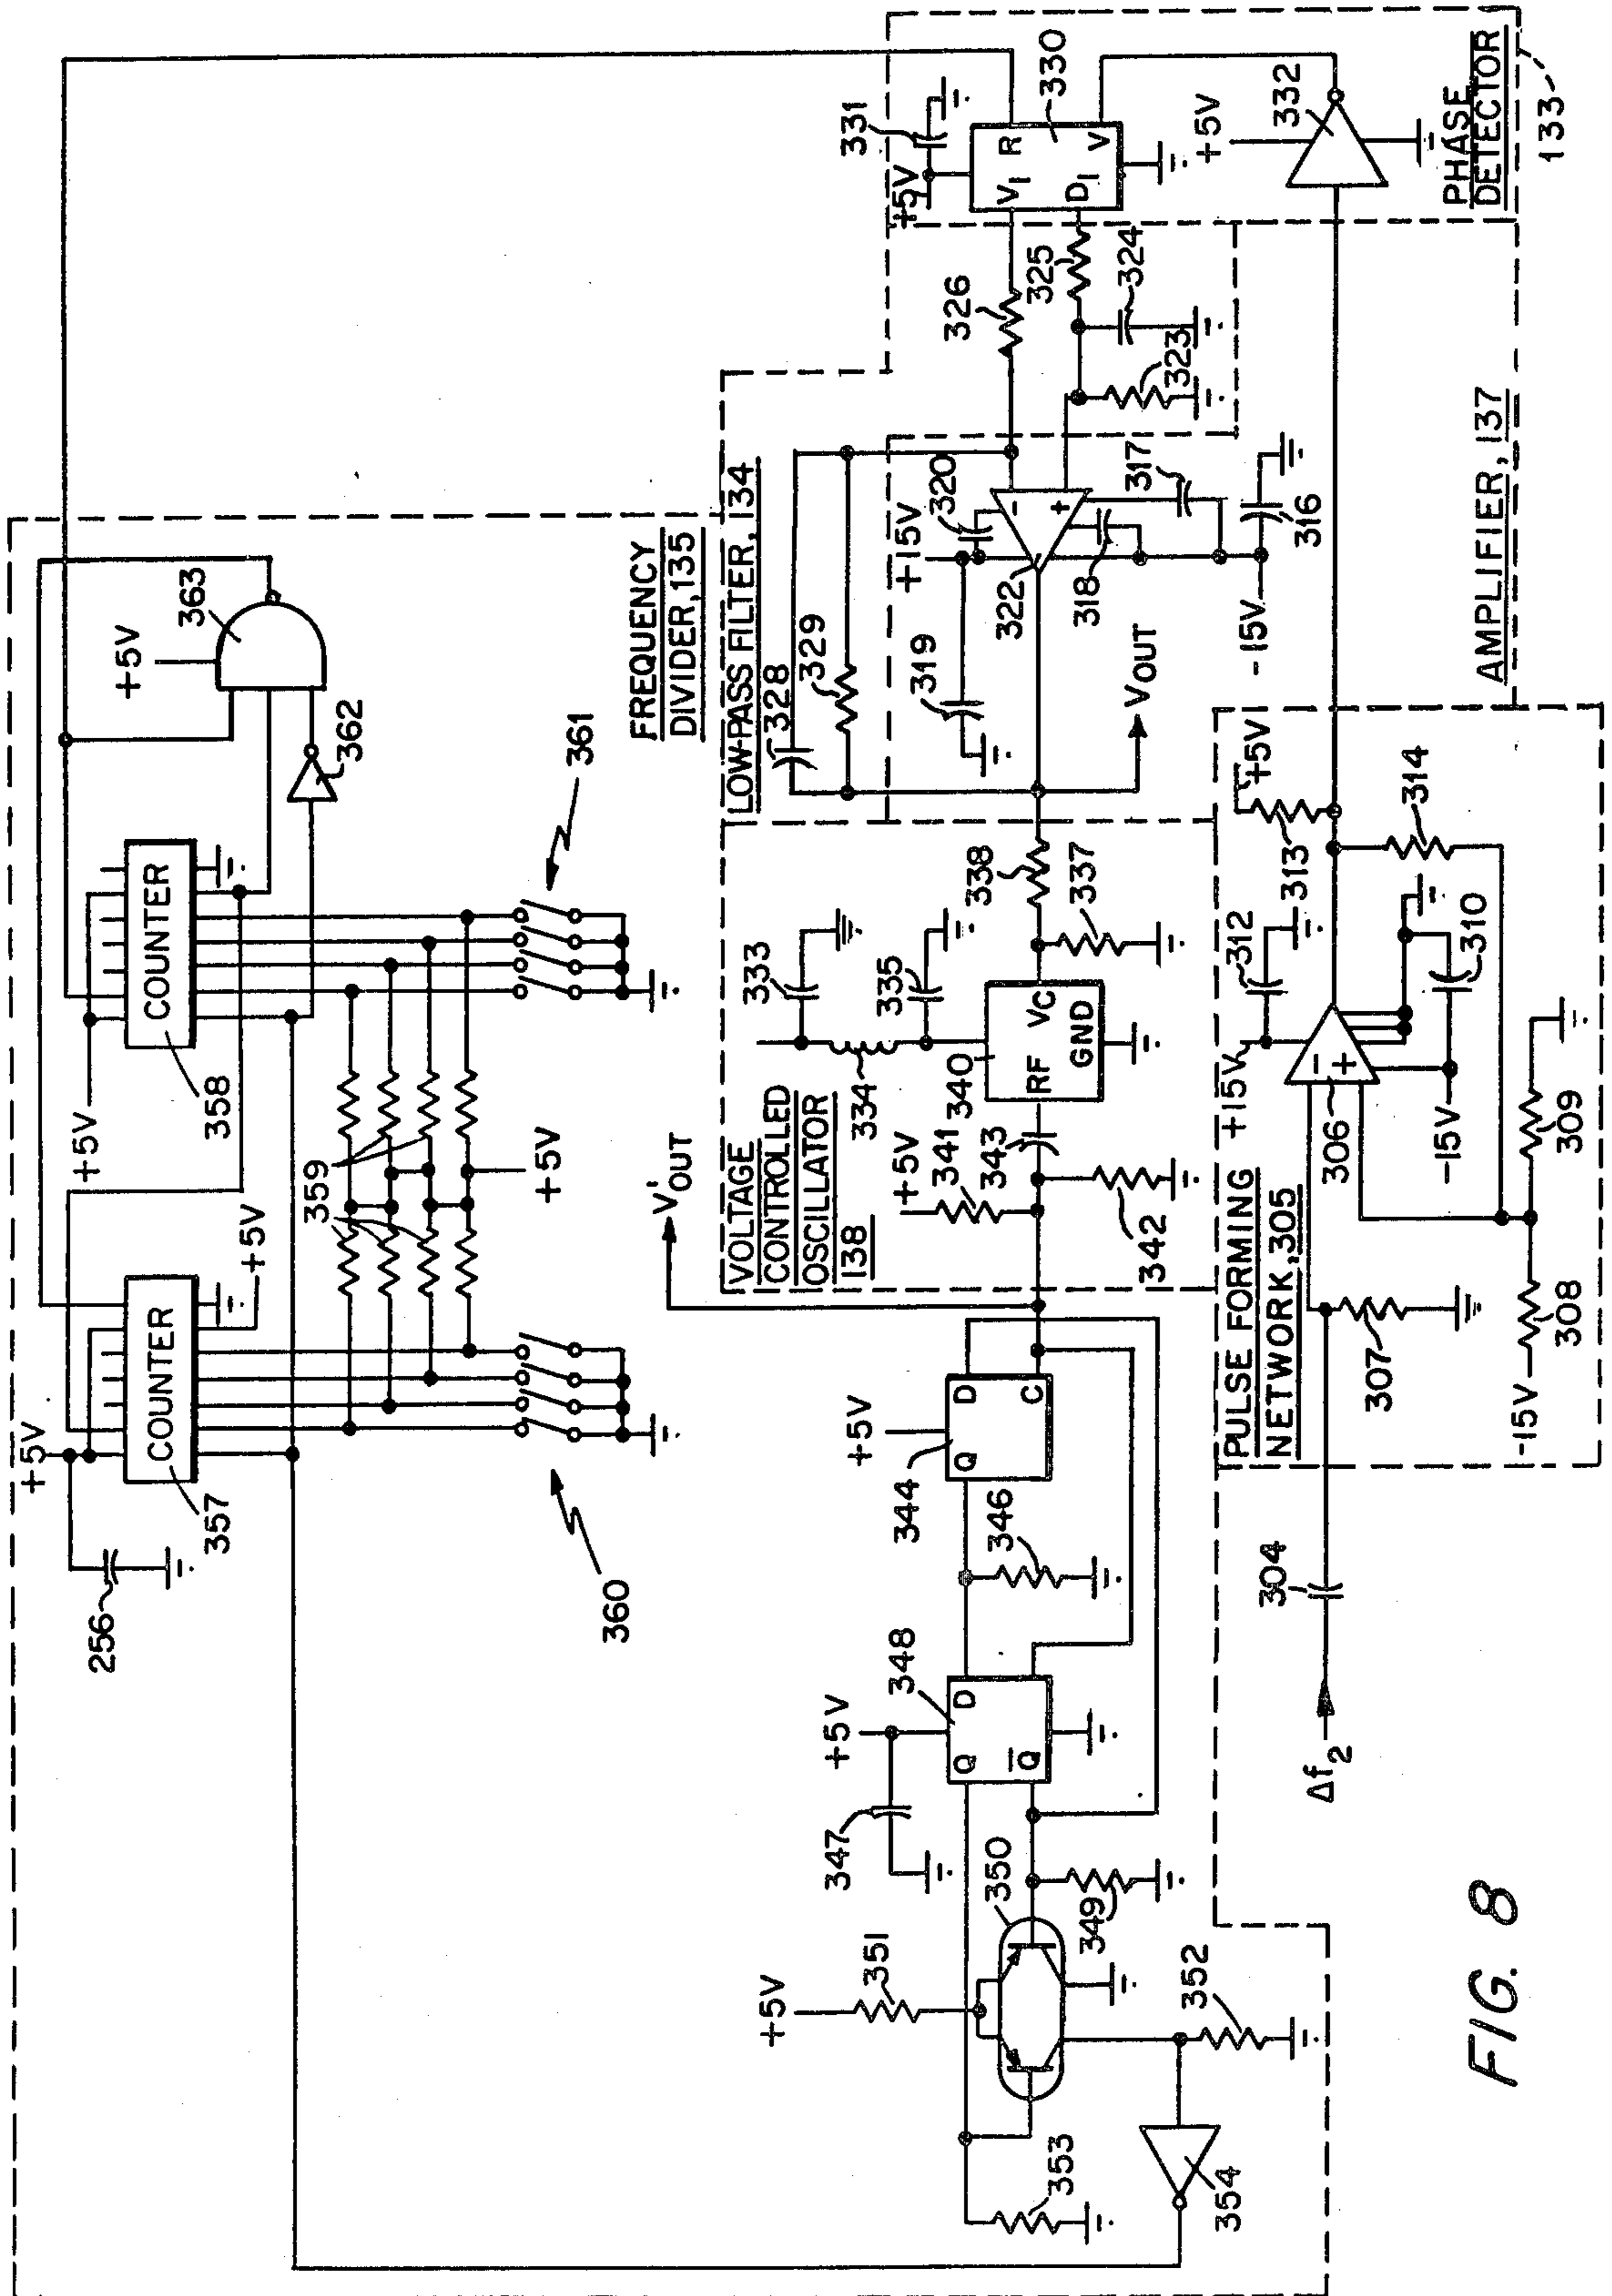 +5V
256
357
COUNTER
+5V
359
360
+5V
358
COUNTER
+5V
+5V
363
362
361
FREQUENCY
DIVIDER, 135
LOW-PASS FILTER, 134
328
329
319
+15V
320
322
-
+
318
317
-15V
316
VOUT
326
325
324
323
331
+5V
330
V1
R
D1
V
+5V
332
PHASE
DETECTOR
133
AMPLIFIER, 137
V'OUT
VOLTAGE
CONTROLLED
OSCILLATOR
138
333
334
335
338
337
340
RF
VC
GND
+5V
341
343
342
+5V
344
Q
D
C
346
+5V
347
348
Q
D
Q
350
349
+5V
351
352
353
354
Δf2
304
PULSE FORMING
NETWORK, 305
+15V
312
306
-
+
307
-15V
308
309
-15V
310
313
+5V
314
FIG. 8